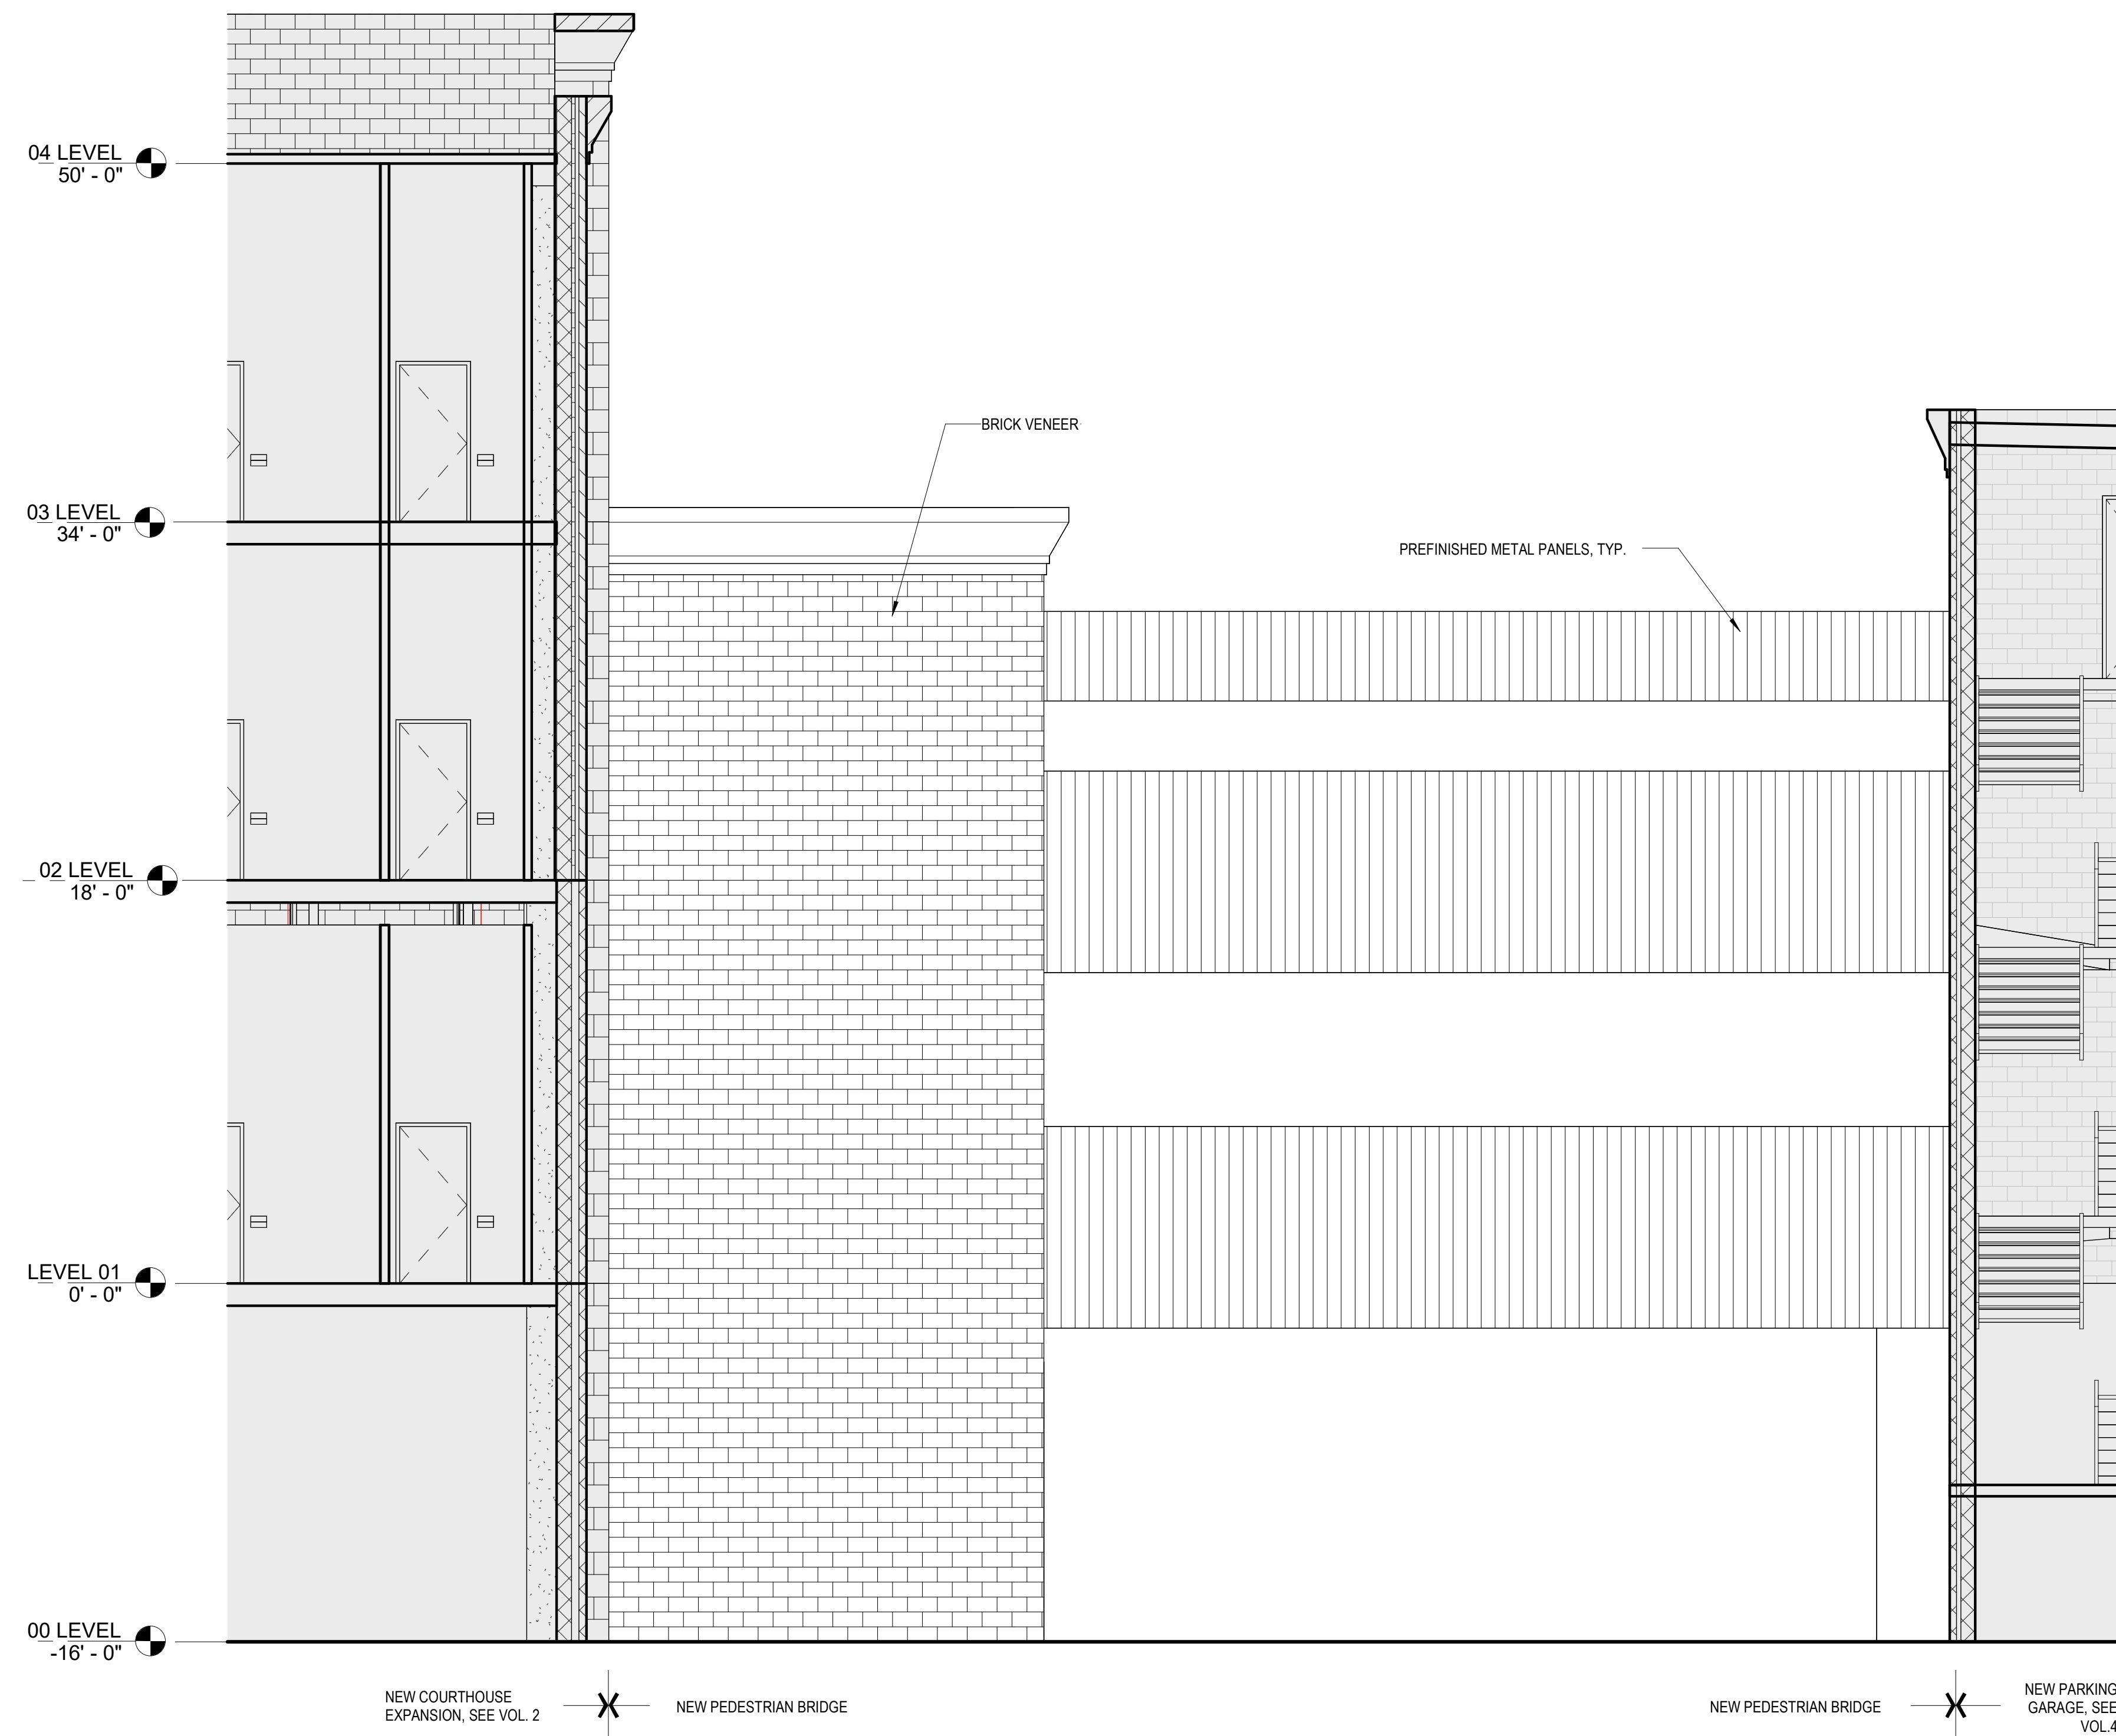 04 LEVEL
50' - 0"
BRICK VENEER
03 LEVEL
34' - 0"
PREFINISHED METAL PANELS, TYP.
02 LEVEL
18' - 0"
LEVEL 01
0' - 0"
00 LEVEL
-16' - 0"
NEW COURTHOUSE
EXPANSION, SEE VOL. 2
NEW PEDESTRIAN BRIDGE
NEW PEDESTRIAN BRIDGE
NEW PARKING
GARAGE, SEE
VOL.4